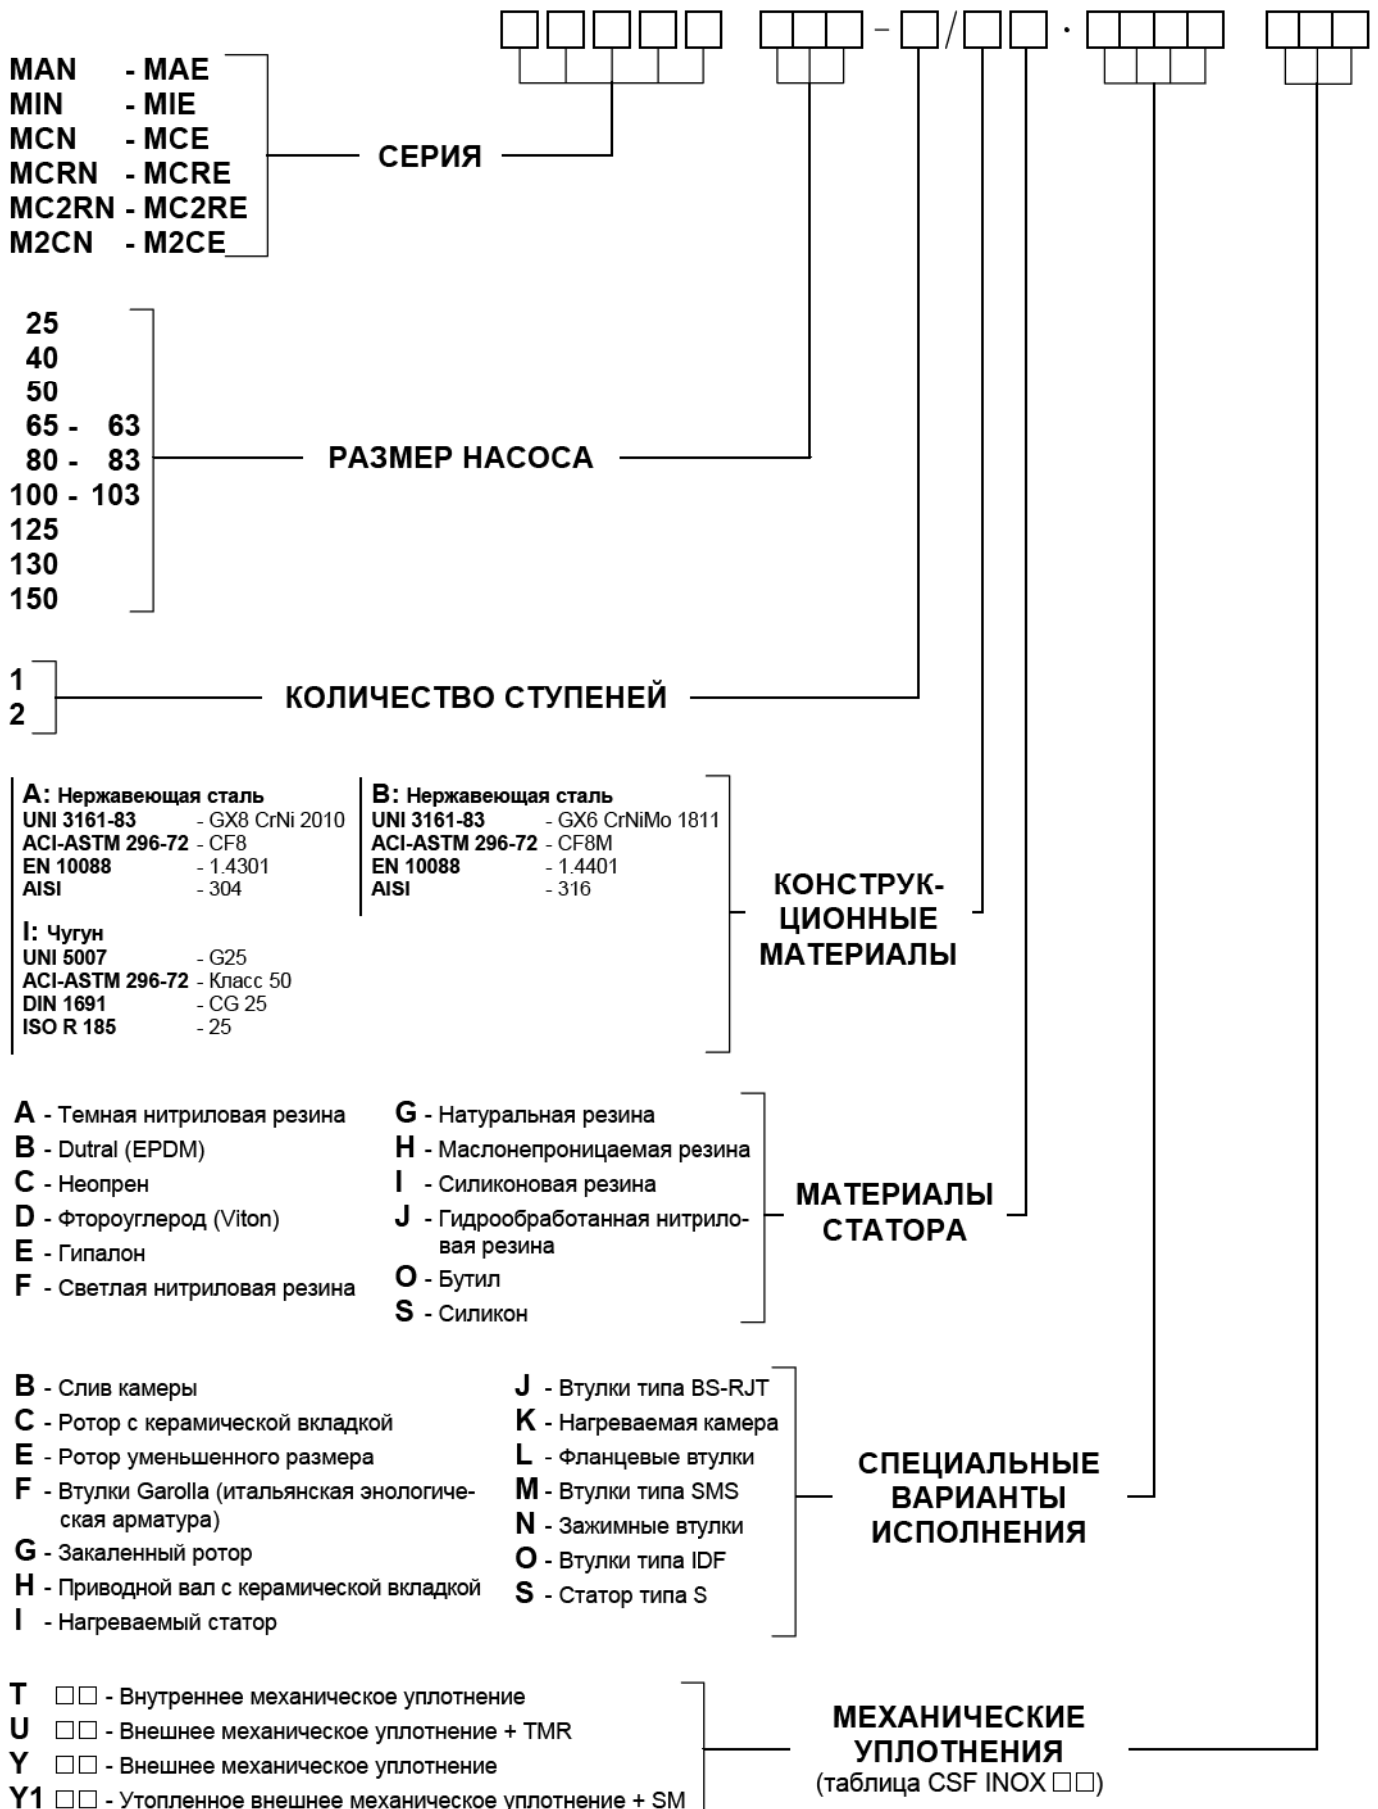 - / ·
MAN - MAE
MIN - MIE
MCN - MCE
MCRN - MCRE
MC2RN - MC2RE
M2CN - M2CE
СЕРИЯ
25
40
50
65 - 63
80 - 83
100 - 103
125
130
150
РАЗМЕР НАСОСА
1
2
КОЛИЧЕСТВО СТУПЕНЕЙ
A: Нержавеющая сталь
UNI 3161-83 - GX8 CrNi 2010
ACI-ASTM 296-72 - CF8
EN 10088 - 1.4301
AISI - 304
B: Нержавеющая сталь
UNI 3161-83 - GX6 CrNiMo 1811
ACI-ASTM 296-72 - CF8M
EN 10088 - 1.4401
AISI - 316
I: Чугун
UNI 5007 - G25
ACI-ASTM 296-72 - Класс 50
DIN 1691 - CG 25
ISO R 185 - 25
КОНСТРУК-
ЦИОННЫЕ
МАТЕРИАЛЫ
A - Темная нитриловая резина
B - Dutral (EPDM)
C - Неопрен
D - Фтороуглерод (Viton)
E - Гипалон
F - Светлая нитриловая резина
G - Натуральная резина
H - Маслонепроницаемая резина
I - Силиконовая резина
J - Гидрообработанная нитрило-
вая резина
O - Бутил
S - Силикон
МАТЕРИАЛЫ
СТАТОРА
B - Слив камеры
C - Ротор с керамической вкладкой
E - Ротор уменьшенного размера
F - Втулки Garolla (итальянская энологиче-
ская арматура)
G - Закаленный ротор
H - Приводной вал с керамической вкладкой
I - Нагреваемый статор
J - Втулки типа BS-RJT
K - Нагреваемая камера
L - Фланцевые втулки
M - Втулки типа SMS
N - Зажимные втулки
O - Втулки типа IDF
S - Статор типа S
СПЕЦИАЛЬНЫЕ
ВАРИАНТЫ
ИСПОЛНЕНИЯ
T □□ - Внутреннее механическое уплотнение
U □□ - Внешнее механическое уплотнение + TMR
Y □□ - Внешнее механическое уплотнение
Y1 □□ - Утопленное внешнее механическое уплотнение + SM
МЕХАНИЧЕСКИЕ
УПЛОТНЕНИЯ
(таблица CSF INOX □□)